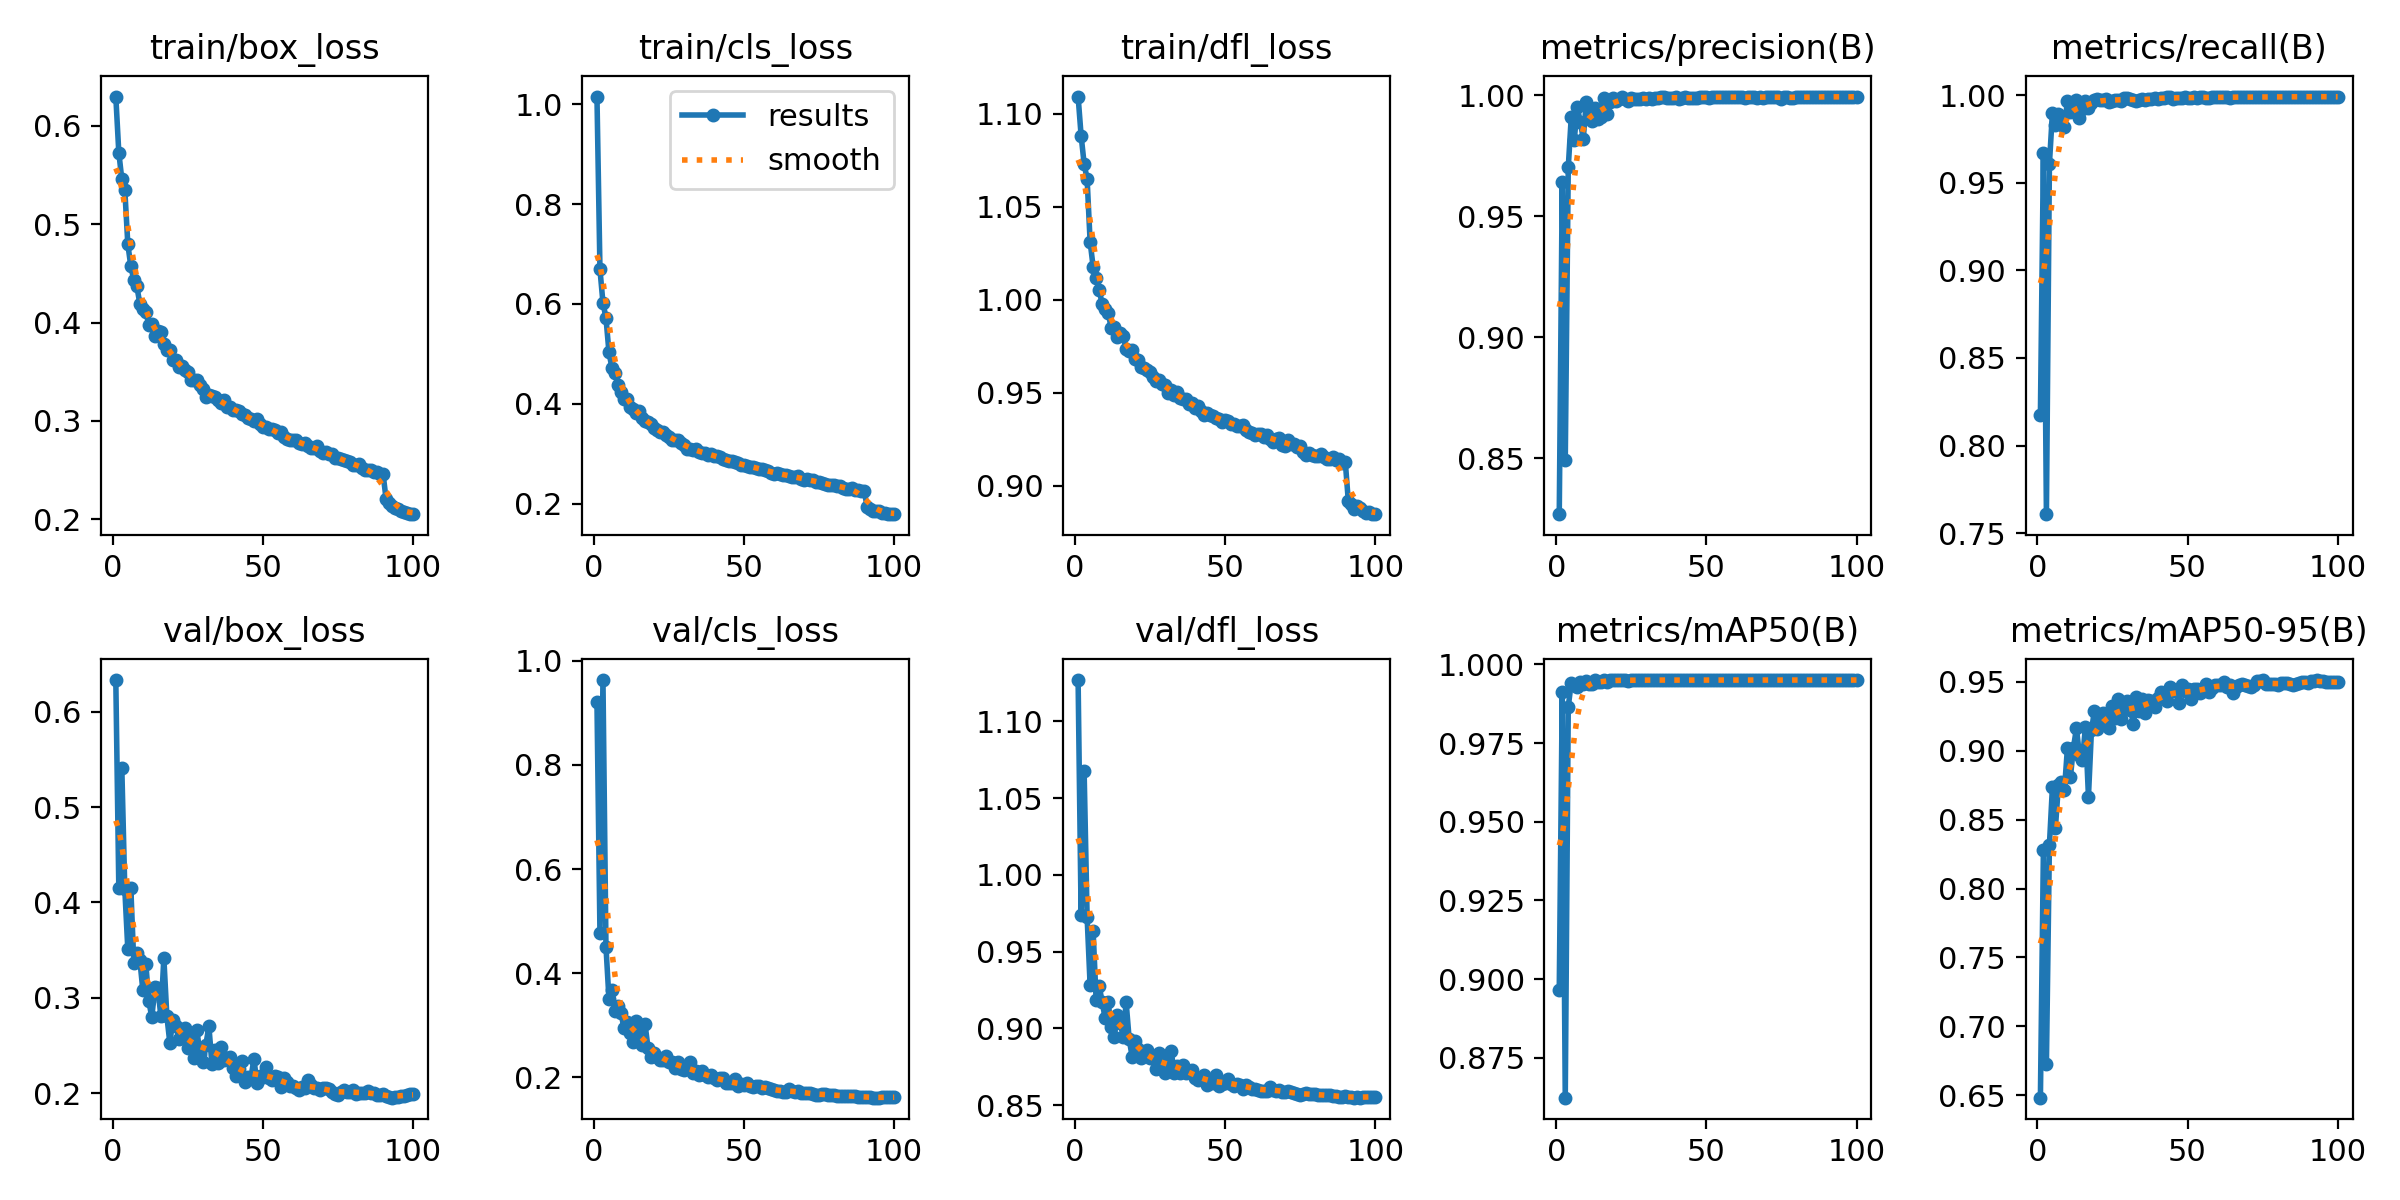 train/box_loss
train/cls_loss
train/dfl_loss
metrics/precision(B)
metrics/recall(B)
results
smooth
0.6
0.5
0.4
0.3
0.2
0 50 100
1.0
0.8
0.6
0.4
0.2
0 50 100
1.10
1.05
1.00
0.95
0.90
0 50 100
1.00
0.95
0.90
0.85
0 50 100
1.00
0.95
0.90
0.85
0.80
0.75
0 50 100
val/box_loss
val/cls_loss
val/dfl_loss
metrics/mAP50(B)
metrics/mAP50-95(B)
0.6
0.5
0.4
0.3
0.2
0 50 100
1.0
0.8
0.6
0.4
0.2
0 50 100
1.10
1.05
1.00
0.95
0.90
0.85
0 50 100
1.000
0.975
0.950
0.925
0.900
0.875
0 50 100
0.95
0.90
0.85
0.80
0.75
0.70
0.65
0 50 100